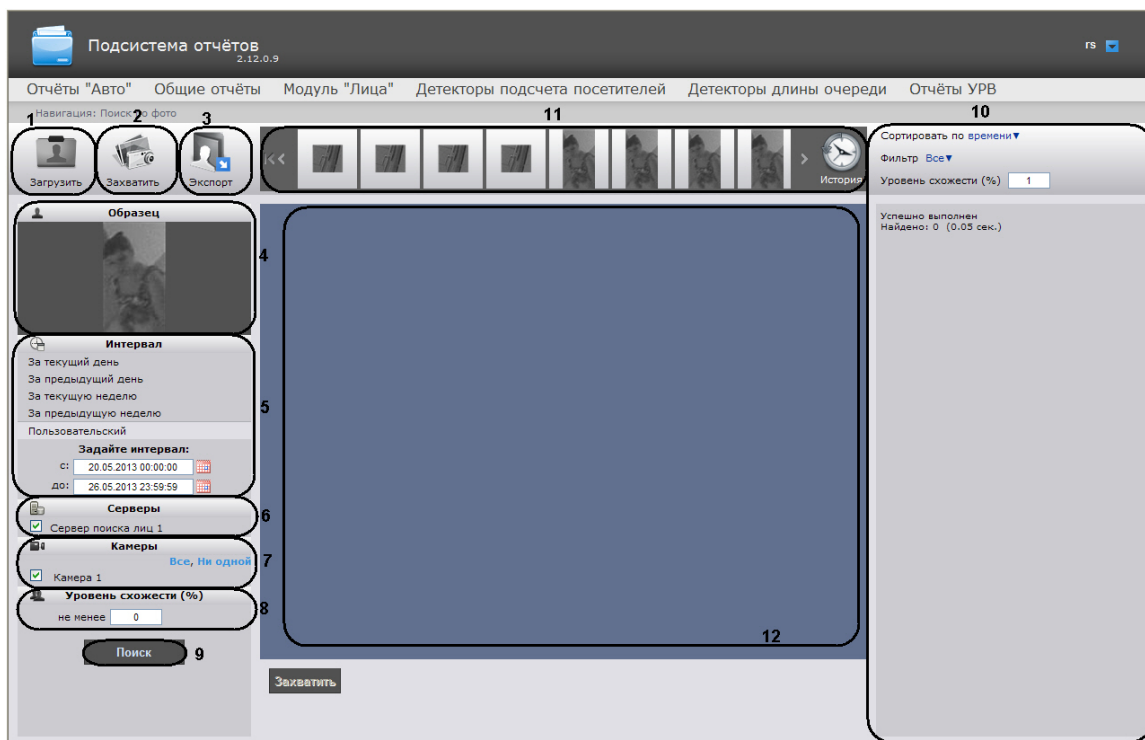 Подсистема отчётов
2.12.0.9
rs
Отчёты "Авто" Общие отчёты Модуль "Лица" Детекторы подсчета посетителей Детекторы длины очереди Отчёты УРВ
Навигация: Поиск по фото
1
2
3
11
10
Загрузить
Захватить
Экспорт
История
Сортировать по времени
Фильтр Все
Уровень схожести (%) 1
Образец
4
Успешно выполнен
Найдено: 0 (0.05 сек.)
Интервал
За текущий день
За предыдущий день
За текущую неделю
За предыдущую неделю
5
Пользовательский
Задайте интервал:
с: 20.05.2013 00:00:00
до: 26.05.2013 23:59:59
Серверы
6
Сервер поиска лиц 1
Камеры
Все, Ни одной
7
Камера 1
Уровень схожести (%)
8
не менее 0
12
Поиск
9
Захватить